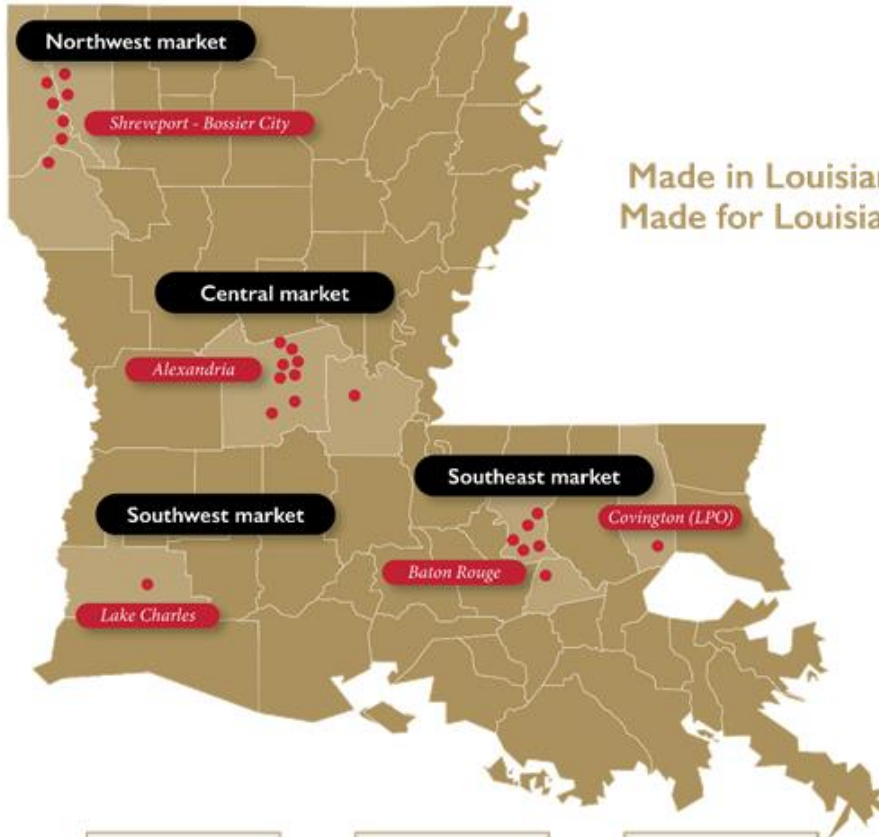 Northwest market
Shreveport - Bossier City
Made in Louisian
Made for Louisia
Central market
Alexandria
Southeast market
Southwest market
Covington (LPO)
Baton Rouge
Lake Charles